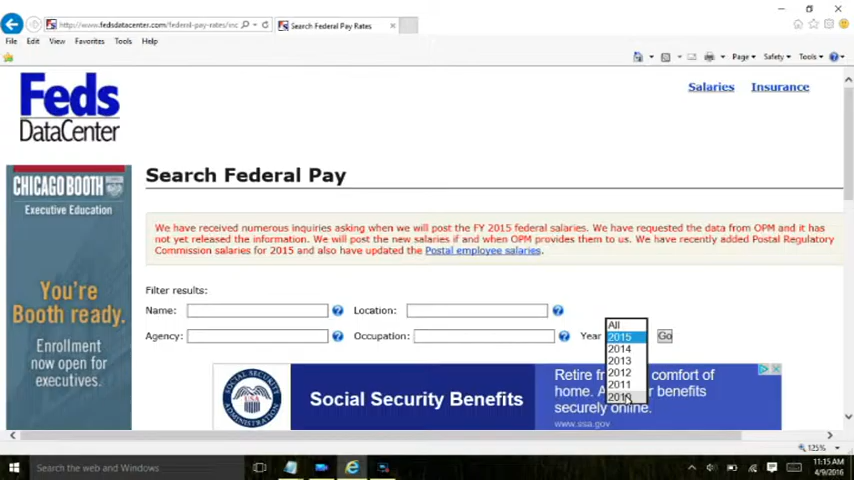 http://www.fedsdatacenter.com/federal-pay-rates/inc
Search Federal Pay Rates
File Edit View Favorites Tools Help
Page Safety Tools
Salaries Insurance
Feds
DataCenter
Search Federal Pay
CHICAGO BOOTH
Executive Education
You're
Booth ready.
Enrollment
now open for
executives.
We have received numerous inquiries asking when we will post the FY 2015 federal salaries. We have requested the data from OPM and it has
not yet released the information. We will post the new salaries if and when OPM provides them to us. We have recently added Postal Regulatory
Commission salaries for 2015 and also have updated the Postal employee salaries.
Filter results:
Name: Location:
Agency: Occupation: Year Go
All
2015
2014
2013
2012
2011
SOCIAL SECURITY
USA
Social Security Benefits
comfort of
benefits
securely online.
www.ssa.gov
125%
Search the web and Windows
11:15 AM
4/9/2016